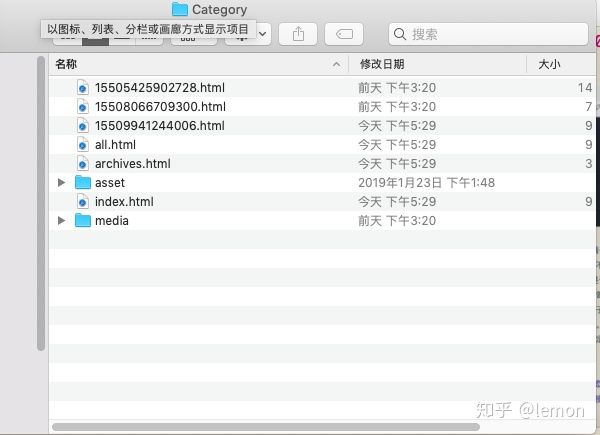 Category
以图标、列表、分栏或画廊方式显示项目
搜索
名称 修改日期 大小
15505425902728.html 前天 下午3:20 14
15508066709300.html 前天 下午3:20 7
15509941244006.html 今天 下午5:29 9
all.html 今天 下午5:29 9
archives.html 今天 下午5:29 3
asset 2019年1月23日 下午1:48
index.html 今天 下午5:29 9
media 前天 下午3:20
知乎 @lemon